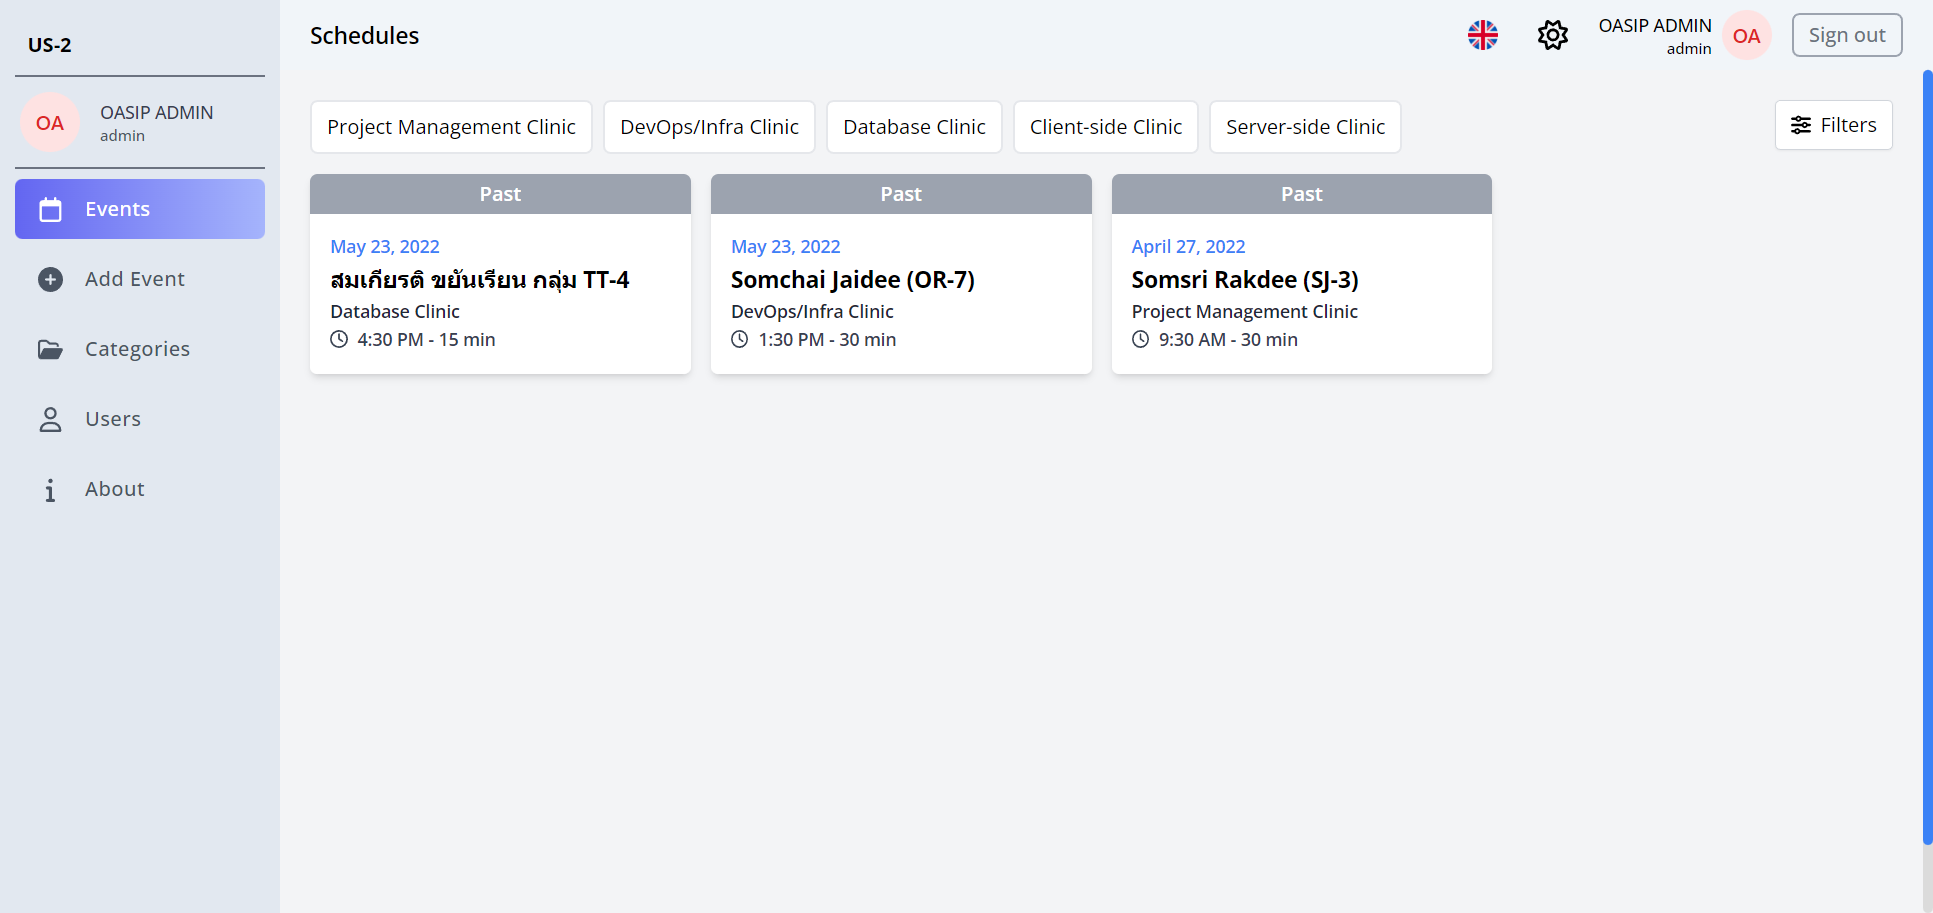 US-2
OA
OASIP ADMIN
admin
Events
Add Event
Categories
Users
About
Schedules
OASIP ADMIN
admin
OA
Sign out
Project Management Clinic
DevOps/Infra Clinic
Database Clinic
Client-side Clinic
Server-side Clinic
Filters
Past
May 23, 2022
สมเกียรติ ขยันเรียน กลุ่ม TT-4
Database Clinic
4:30 PM - 15 min
Past
May 23, 2022
Somchai Jaidee (OR-7)
DevOps/Infra Clinic
1:30 PM - 30 min
Past
April 27, 2022
Somsri Rakdee (SJ-3)
Project Management Clinic
9:30 AM - 30 min